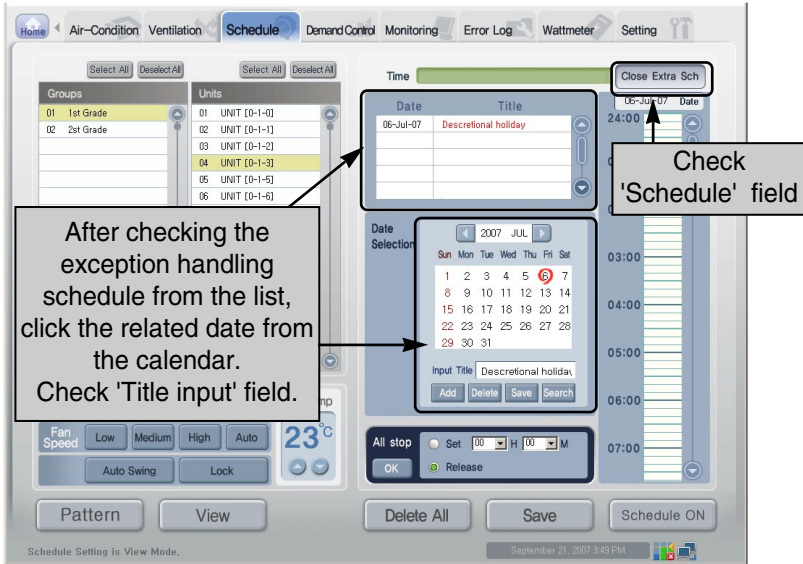 Home Air-Condition Ventilation Schedule Demand Control Monitoring Error Log Wattmeter Setting
Select All Deselect All Select All Deselect All
Time
Close Extra Sch
Groups
01 1st Grade
02 2st Grade
Units
01 UNIT [0-1-0]
02 UNIT [0-1-1]
03 UNIT [0-1-2]
04 UNIT [0-1-3]
05 UNIT [0-1-5]
06 UNIT [0-1-6]
Date Title
06-Jul-07 Descretional holiday
06-Jul-07 Date
24:00
03:00
04:00
05:00
06:00
07:00
Check
'Schedule' field
After checking the
exception handling
schedule from the list,
click the related date from
the calendar.
Check 'Title input' field.
Date
Selection
2007 JUL
Sun Mon Tue Wed Thu Fri Sat
1 2 3 4 5 6 7
8 9 10 11 12 13 14
15 16 17 18 19 20 21
22 23 24 25 26 27 28
29 30 31
Input Title Descretional holiday
Add Delete Save Search
Fan
Speed
Low Medium High Auto
Auto Swing Lock
23°C
All stop Set 00 H 00 M
OK Release
Pattern View Delete All Save Schedule ON
Schedule Setting is View Mode.
September 21, 2007 3:49 PM